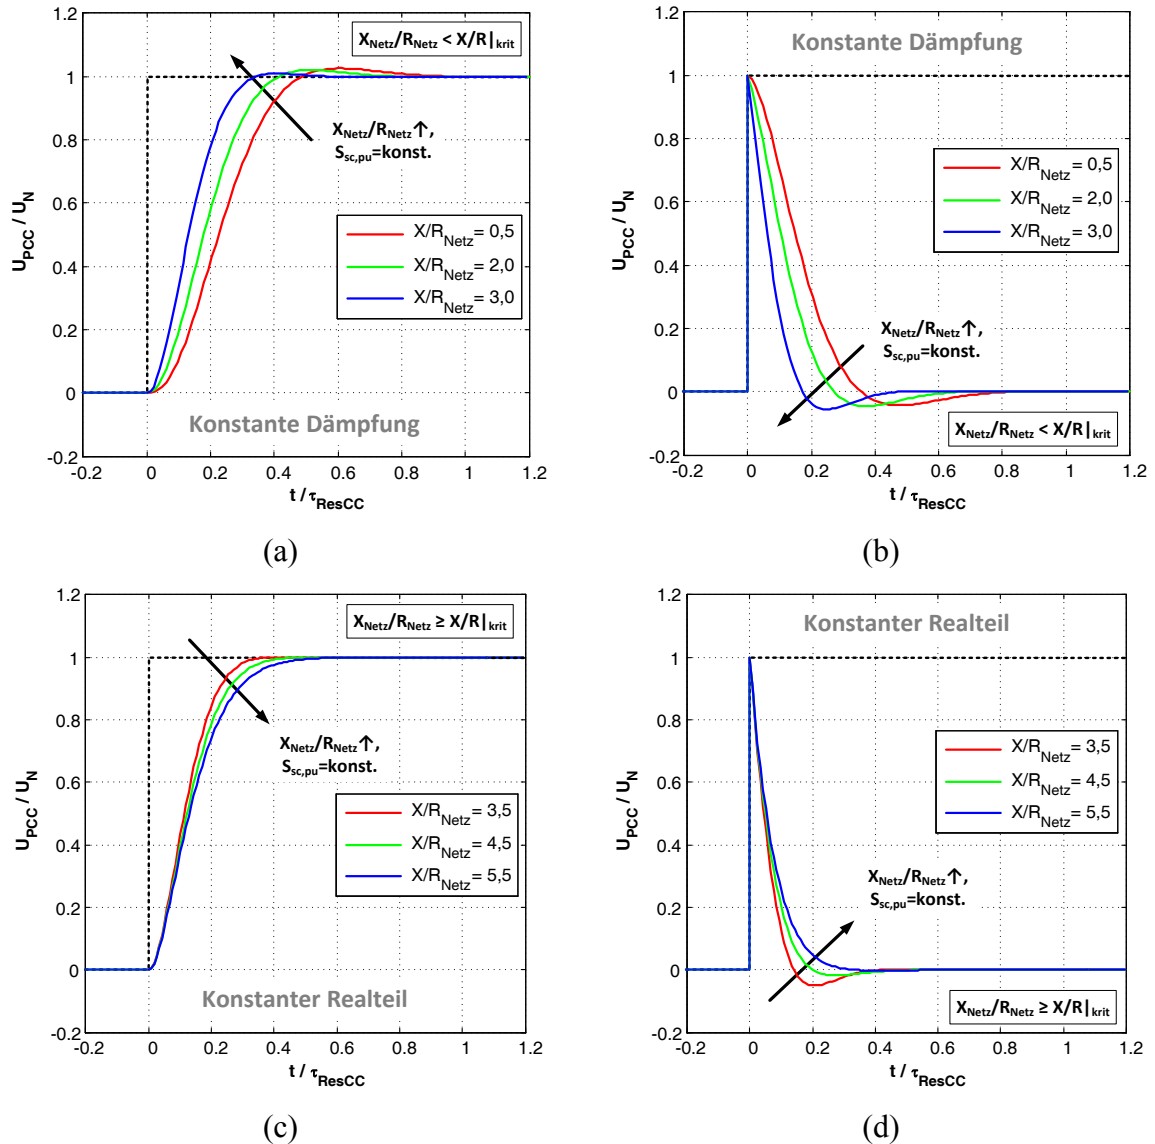 1.2
1
0.8
0.6
0.4
0.2
0
-0.2
U_PCC / U_N
X_Netz/R_Netz < X/R|_krit
X_Netz/R_Netz↑,
S_sc,pu=konst.
X/R_Netz= 0,5
X/R_Netz= 2,0
X/R_Netz= 3,0
Konstante Dämpfung
-0.2 0 0.2 0.4 0.6 0.8 1 1.2
t / τ_ResCC
(a)
1.2
1
0.8
0.6
0.4
0.2
0
-0.2
U_PCC / U_N
Konstante Dämpfung
X/R_Netz= 0,5
X/R_Netz= 2,0
X/R_Netz= 3,0
X_Netz/R_Netz↑,
S_sc,pu=konst.
X_Netz/R_Netz < X/R|_krit
-0.2 0 0.2 0.4 0.6 0.8 1 1.2
t / τ_ResCC
(b)
1.2
1
0.8
0.6
0.4
0.2
0
-0.2
U_PCC / U_N
X_Netz/R_Netz ≥ X/R|_krit
X_Netz/R_Netz↑,
S_sc,pu=konst.
X/R_Netz= 3,5
X/R_Netz= 4,5
X/R_Netz= 5,5
Konstanter Realteil
-0.2 0 0.2 0.4 0.6 0.8 1 1.2
t / τ_ResCC
(c)
1.2
1
0.8
0.6
0.4
0.2
0
-0.2
U_PCC / U_N
Konstanter Realteil
X/R_Netz= 3,5
X/R_Netz= 4,5
X/R_Netz= 5,5
X_Netz/R_Netz↑,
S_sc,pu=konst.
X_Netz/R_Netz ≥ X/R|_krit
-0.2 0 0.2 0.4 0.6 0.8 1 1.2
t / τ_ResCC
(d)